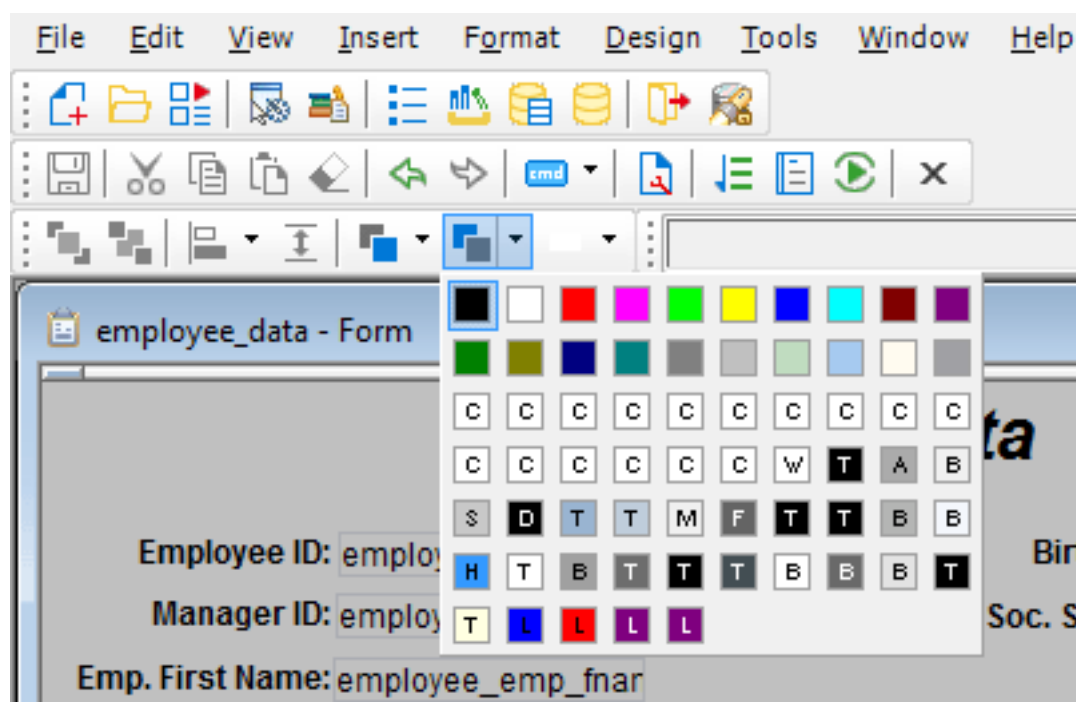 File Edit View Insert Format Design Tools Window Help
cmd
employee_data - Form
ta
C C C C C C C C C C
C C C C C C W T A B
S D T T M F T T B B
Employee ID: employ
Bir
H T B T T T B B B T
Manager ID: employ
Soc. S
T L L L L
Emp. First Name: employee_emp_fnar